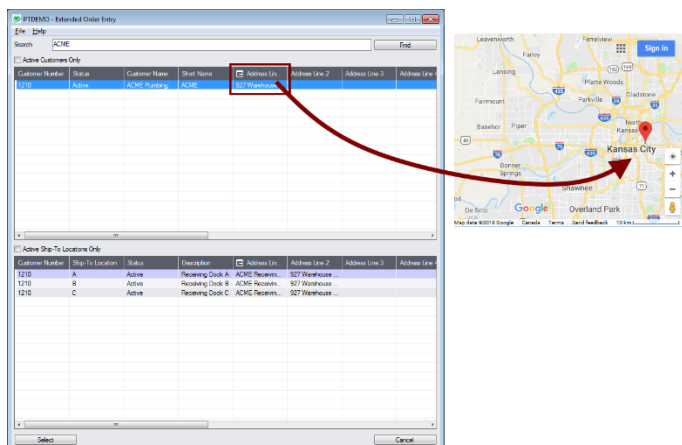 PTDEMO - Extended Order Entry
File Help
Search ACME Find
Active Customers Only
Customer Number Status Customer Name Short Name Address Lin... Address Line 2 Address Line 3 Address Line
1210 Active ACME Plumbing ACME 927 Warehouse
Active Ship-To Locations Only
Customer Number Ship-To Location Status Description Address Lin... Address Line 2 Address Line 3 Address Line
1210 A Active Receiving Dock A ACME Receivin... 927 Warehouse ...
1210 B Active Receiving Dock B ACME Receivin... 927 Warehouse ...
1210 C Active Receiving Dock C ACME Receivin... 927 Warehouse ...
Select Cancel
Leavenworth Ferrelview
Sign in
Farley
Lansing
Platte Woods
Gladstone
Fairmount
Parkville
North
Kansas
Basehor Piper
Kansas City
Bonner
Springs
Shawnee
De Soto
Google
Overland Park
Map data ©2018 Google Canada Terms Send feedback 10 km